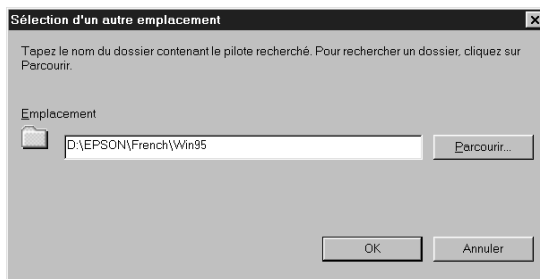 Sélection d'un autre emplacement
Tapez le nom du dossier contenant le pilote recherché. Pour rechercher un dossier, cliquez sur
Parcourir.
Emplacement
D:\EPSON\French\Win95
Parcourir...
OK
Annuler